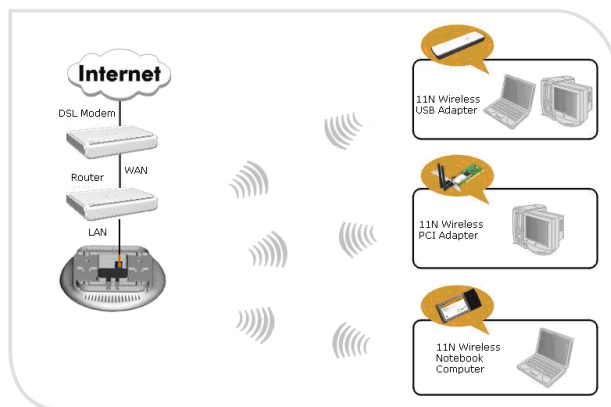 Internet
DSL Modem
WAN
Router
LAN
11N Wireless
USB Adapter
11N Wireless
PCI Adapter
11N Wireless
Notebook
Computer